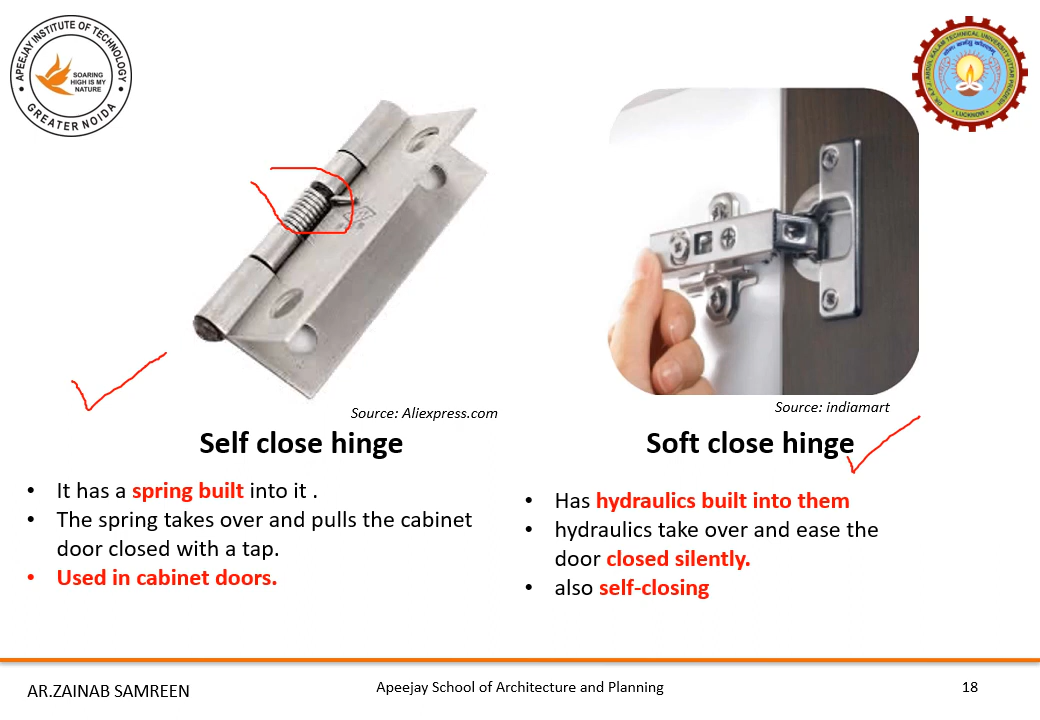 APEEJAY INSTITUTE OF TECHNOLOGY
SOARING
HIGH IS MY
NATURE
GREATER NOIDA
LUCKNOW
Source: Aliexpress.com
Source: indiamart
Self close hinge
• It has a spring built into it .
• The spring takes over and pulls the cabinet
door closed with a tap.
• Used in cabinet doors.
Soft close hinge
• Has hydraulics built into them
• hydraulics take over and ease the
door closed silently.
• also self-closing
AR.ZAINAB SAMREEN
Apeejay School of Architecture and Planning
18